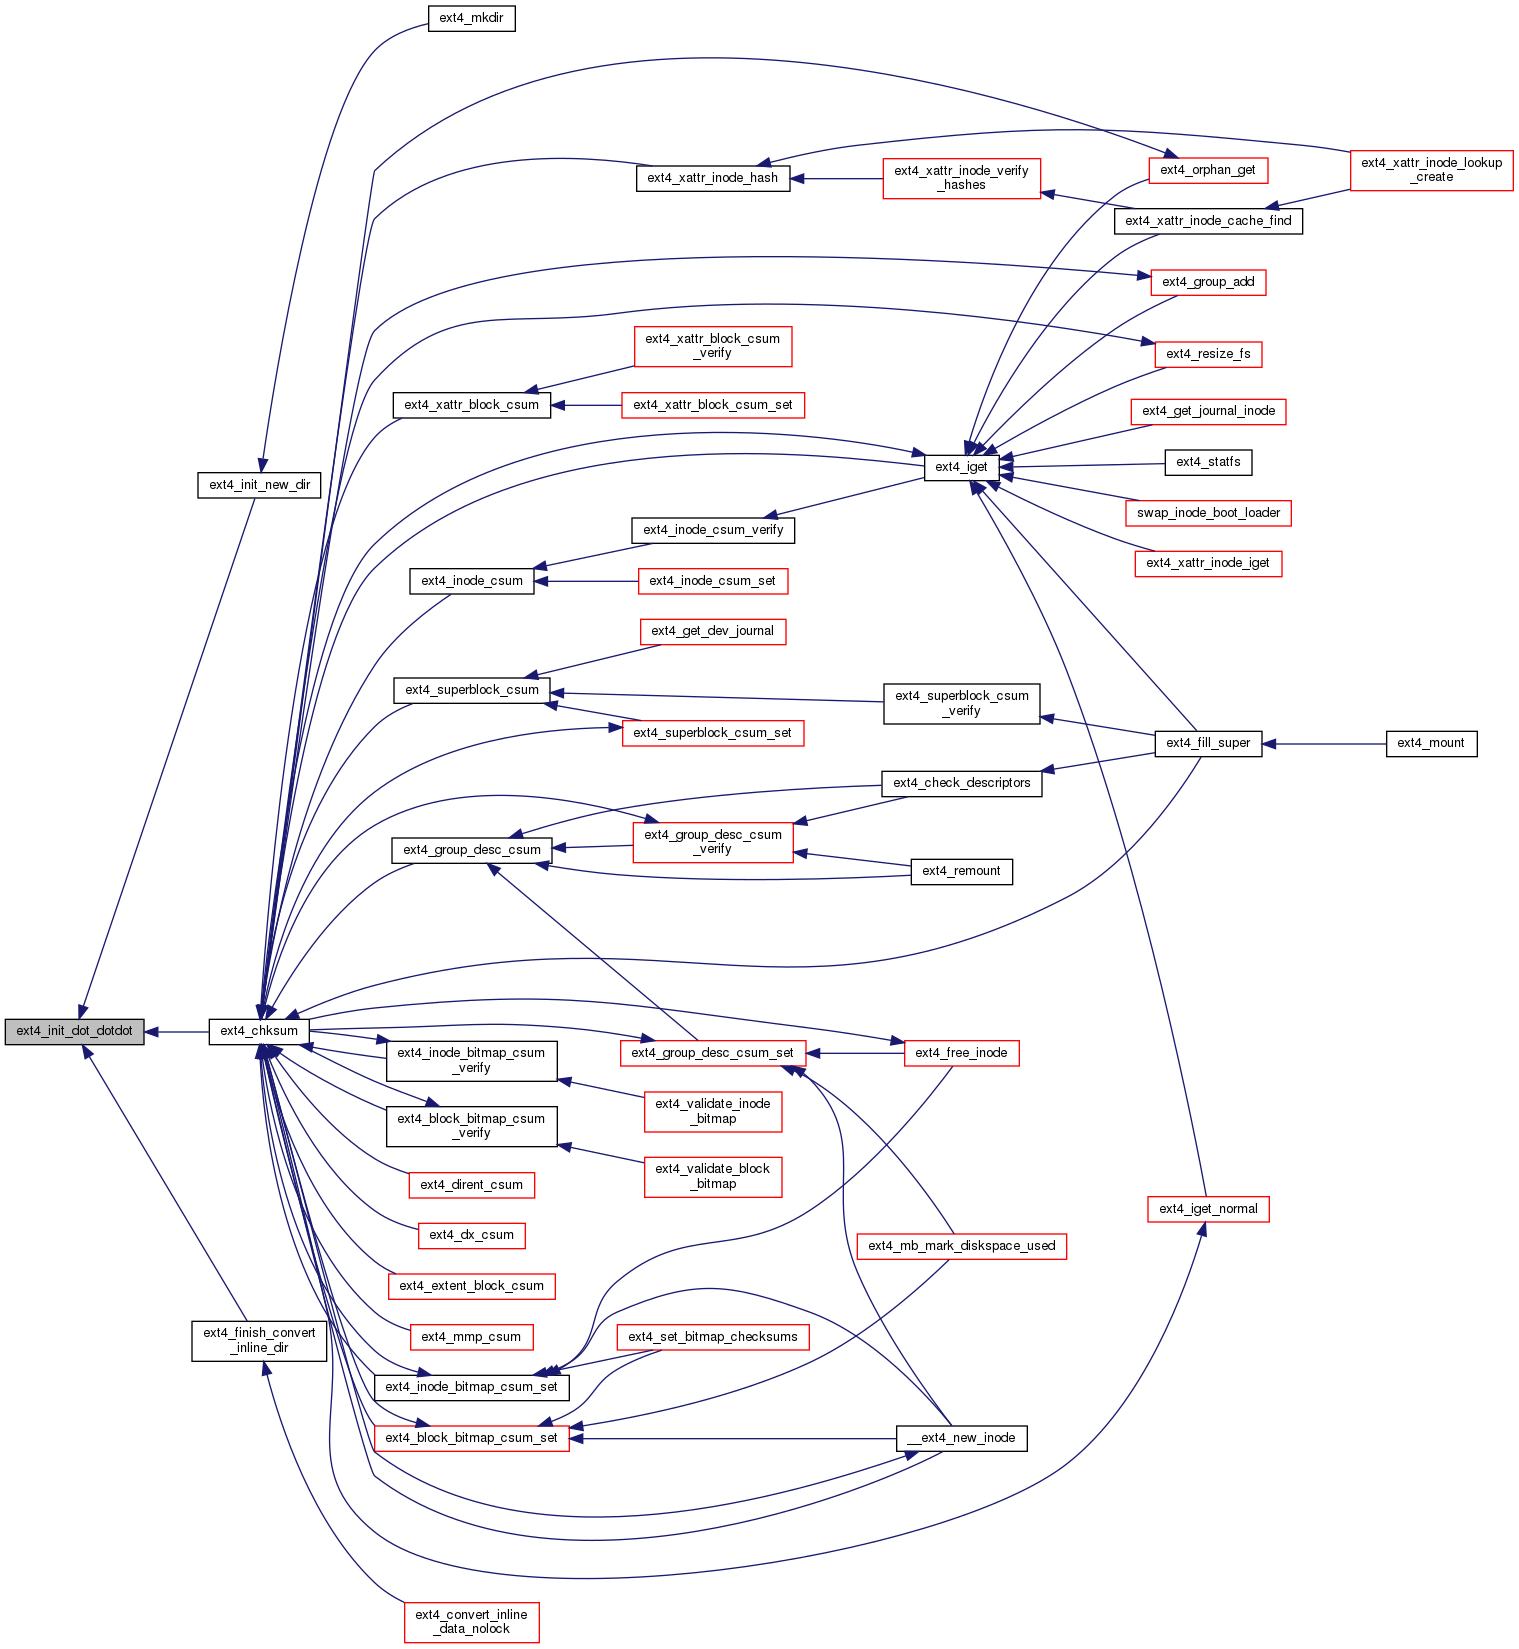 ext4_mkdir
ext4_xattr_inode_lookup
_create
ext4_xattr_inode_verify
_hashes
ext4_orphan_get
ext4_xattr_inode_hash
ext4_xattr_inode_cache_find
ext4_group_add
ext4_xattr_block_csum
_verify
ext4_resize_fs
ext4_xattr_block_csum
ext4_xattr_block_csum_set
ext4_get_journal_inode
ext4_iget
ext4_statfs
ext4_init_new_dir
swap_inode_boot_loader
ext4_inode_csum_verify
ext4_xattr_inode_iget
ext4_inode_csum
ext4_inode_csum_set
ext4_get_dev_journal
ext4_superblock_csum
ext4_superblock_csum
_verify
ext4_superblock_csum_set
ext4_fill_super
ext4_mount
ext4_check_descriptors
ext4_group_desc_csum
_verify
ext4_group_desc_csum
ext4_remount
ext4_init_dot_dotdot
ext4_chksum
ext4_inode_bitmap_csum
_verify
ext4_group_desc_csum_set
ext4_free_inode
ext4_validate_inode
_bitmap
ext4_block_bitmap_csum
_verify
ext4_validate_block
_bitmap
ext4_dirent_csum
ext4_iget_normal
ext4_dx_csum
ext4_mb_mark_diskspace_used
ext4_extent_block_csum
ext4_finish_convert
_inline_dir
ext4_mmp_csum
ext4_set_bitmap_checksums
ext4_inode_bitmap_csum_set
ext4_block_bitmap_csum_set
__ext4_new_inode
ext4_convert_inline
_data_nolock